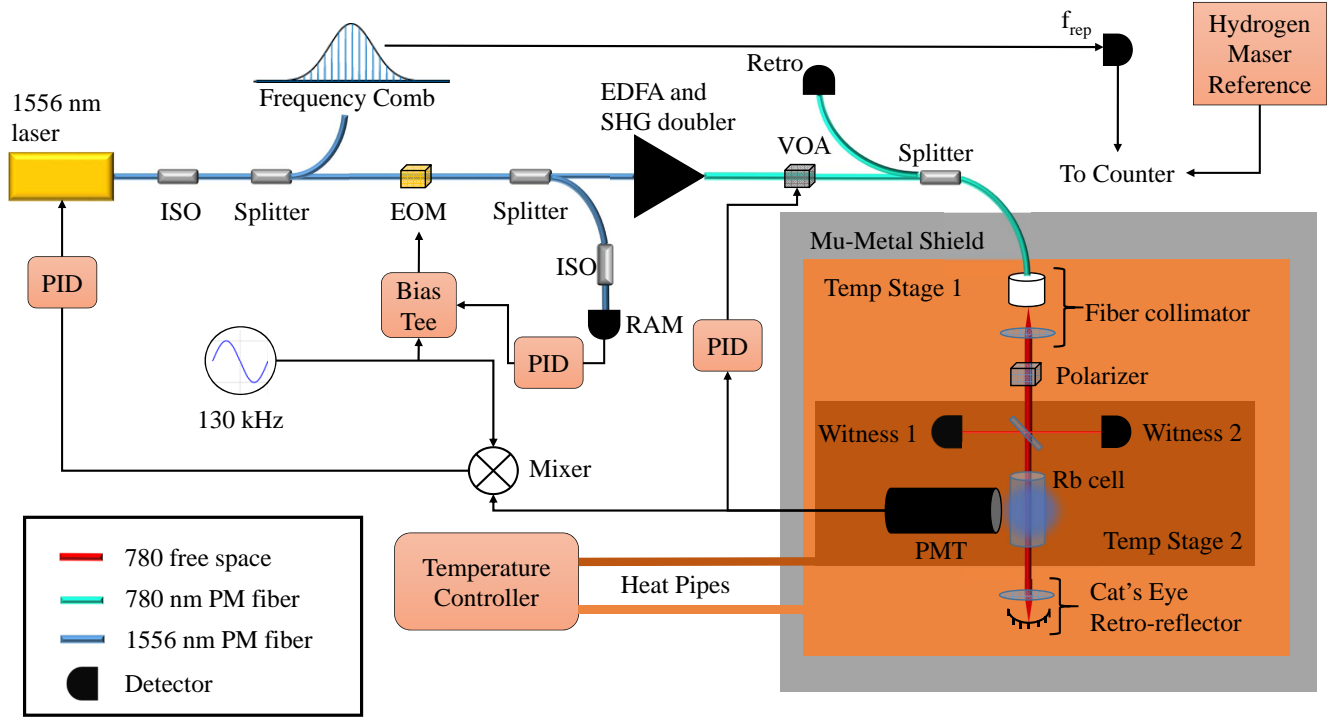 f_rep
Hydrogen
Maser
Reference
Retro
1556 nm
laser
Frequency Comb
EDFA and
SHG doubler
VOA
Splitter
To Counter
ISO
Splitter
EOM
Splitter
Mu-Metal Shield
PID
Bias
Tee
ISO
Temp Stage 1
Fiber collimator
RAM
PID
PID
Polarizer
130 kHz
Witness 1
Witness 2
Mixer
Rb cell
PMT
Temp Stage 2
780 free space
780 nm PM fiber
1556 nm PM fiber
Detector
Temperature
Controller
Heat Pipes
Cat's Eye
Retro-reflector